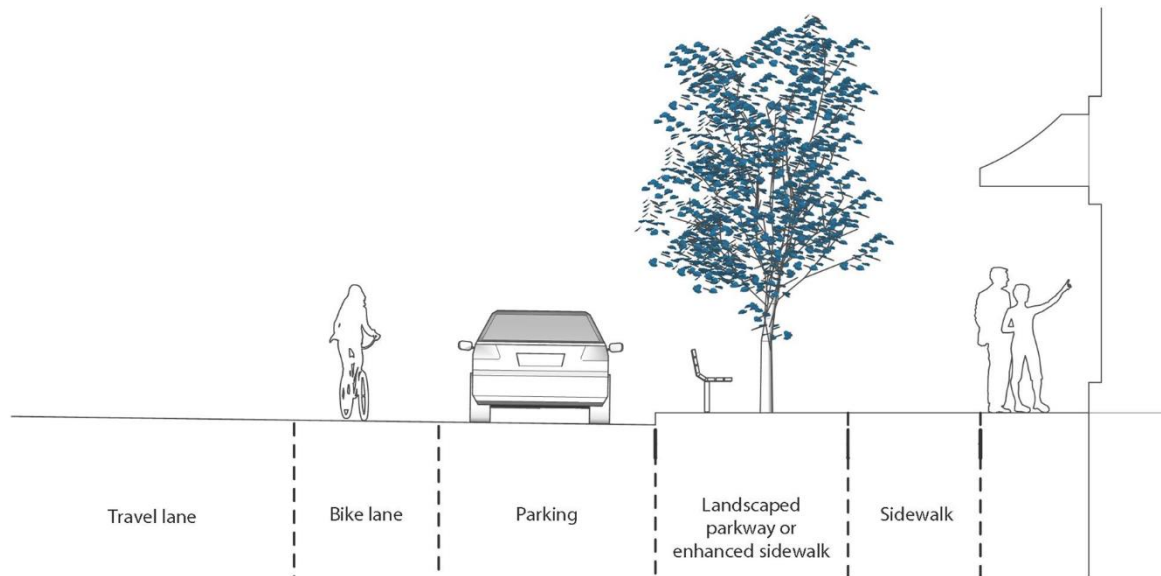 Travel lane
Bike lane
Parking
Landscaped
parkway or
enhanced sidewalk
Sidewalk